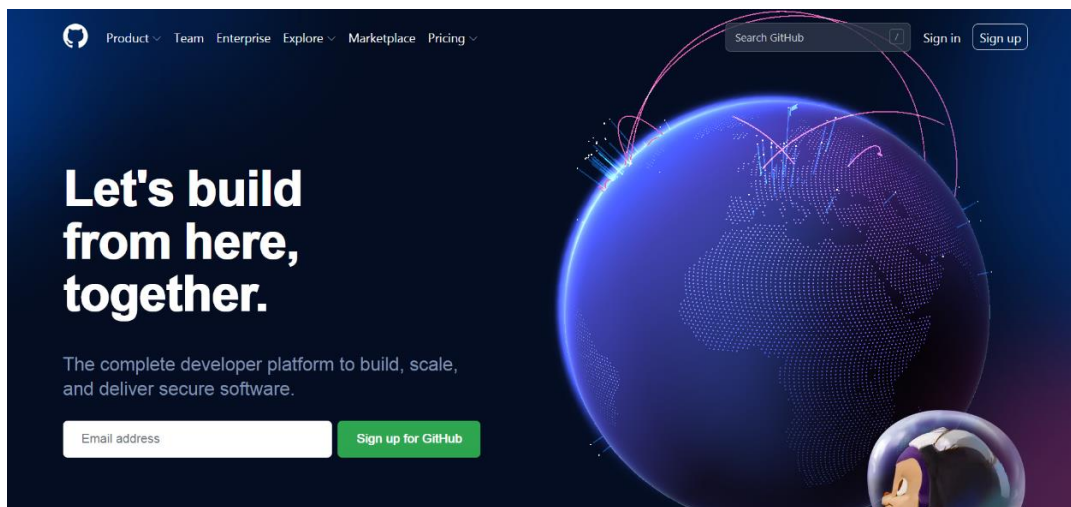 Product Team Enterprise Explore Marketplace Pricing Search GitHub / Sign in Sign up
Let's build
from here,
together.
The complete developer platform to build, scale,
and deliver secure software.
Email address Sign up for GitHub